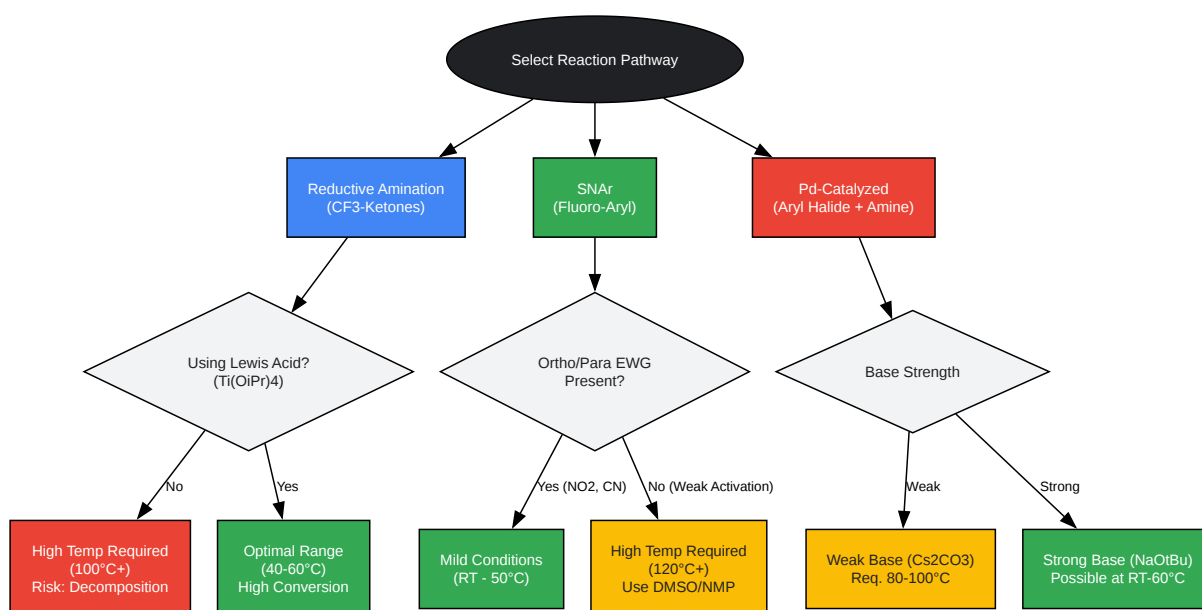 Select Reaction Pathway
Reductive Amination
(CF3-Ketones)
SNAr
(Fluoro-Aryl)
Pd-Catalyzed
(Aryl Halide + Amine)
Using Lewis Acid?
(Ti(OiPr)4)
Ortho/Para EWG
Present?
Base Strength
No
Yes
Yes (NO2, CN)
No (Weak Activation)
Weak
Strong
High Temp Required
(100°C+)
Risk: Decomposition
Optimal Range
(40-60°C)
High Conversion
Mild Conditions
(RT - 50°C)
High Temp Required
(120°C+)
Use DMSO/NMP
Weak Base (Cs2CO3)
Req. 80-100°C
Strong Base (NaOtBu)
Possible at RT-60°C